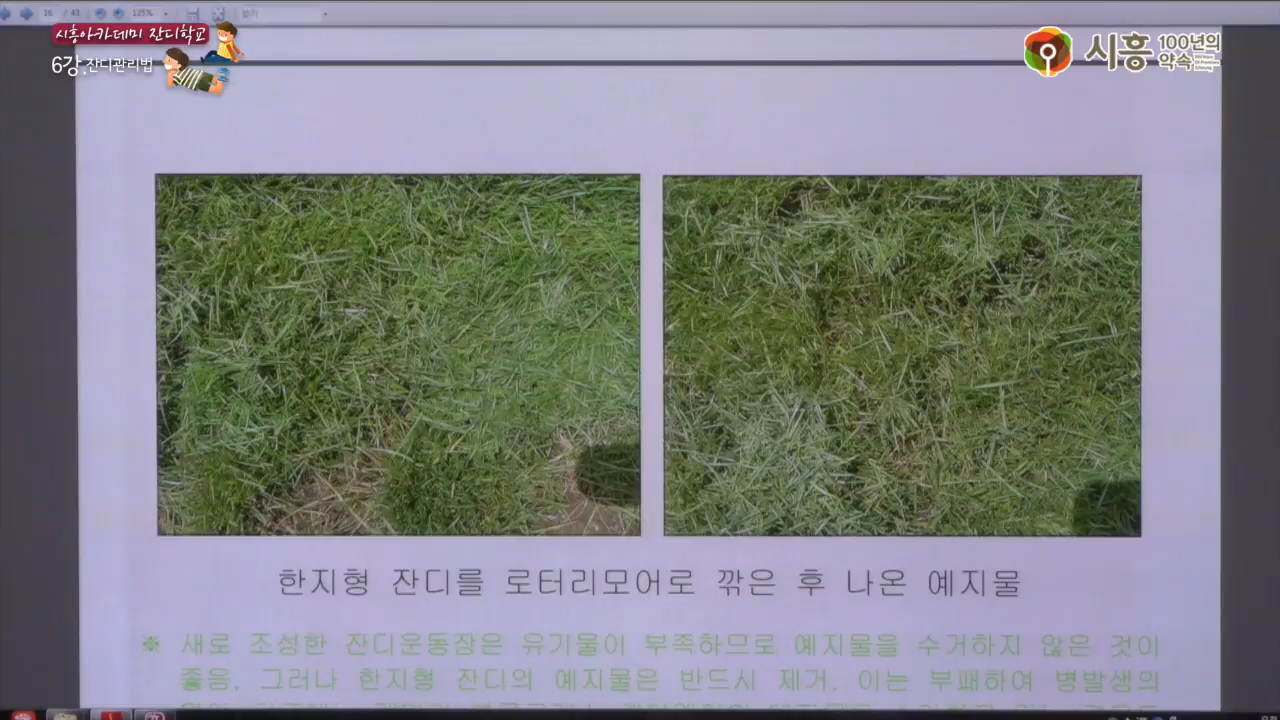 16 / 43
125%
찾기
시흥아카데미 잔디학교
6강.잔디관리법
시흥 100년의
약속
한지형 잔디를 로터리모어로 깎은 후 나온 예지물
※ 새로 조성한 잔디운동장은 유기물이 부족하므로 예지물을 수거하지 않은 것이
좋음. 그러나 한지형 잔디의 예지물은 반드시 제거. 이는 부패하여 병발생의